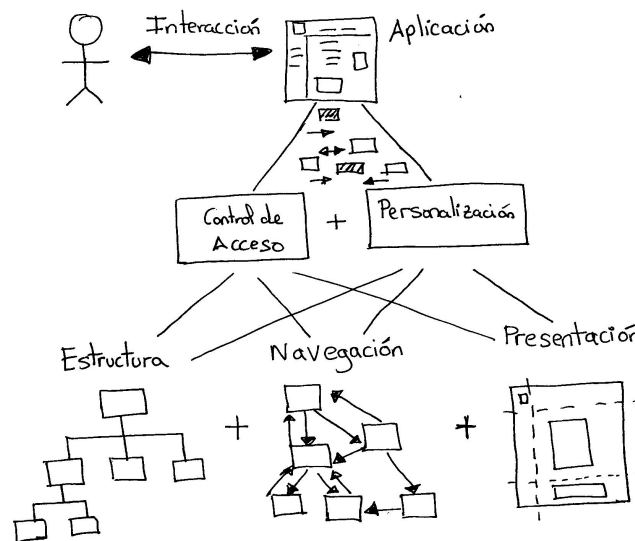 Interacción
Aplicación
Control de
Acceso
+
Personalización
Estructura
Navegación
Presentación
+
+